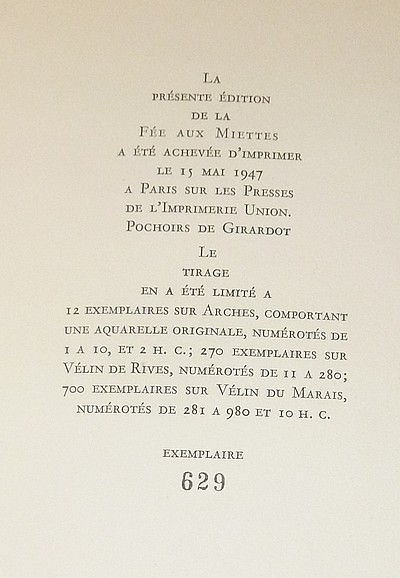 La
présente édition
de la
Fée aux Miettes
a été achevée d'imprimer
le 15 mai 1947
a Paris sur les Presses
de l'Imprimerie Union.
Pochoirs de Girardot
Le
tirage
en a été limité a
12 exemplaires sur Arches, comportant
une aquarelle originale, numérotés de
1 a 10, et 2 h. c.; 270 exemplaires sur
Vélin de Rives, numérotés de 11 a 280;
700 exemplaires sur Vélin du Marais,
numérotés de 281 a 980 et 10 h. c.
exemplaire
629